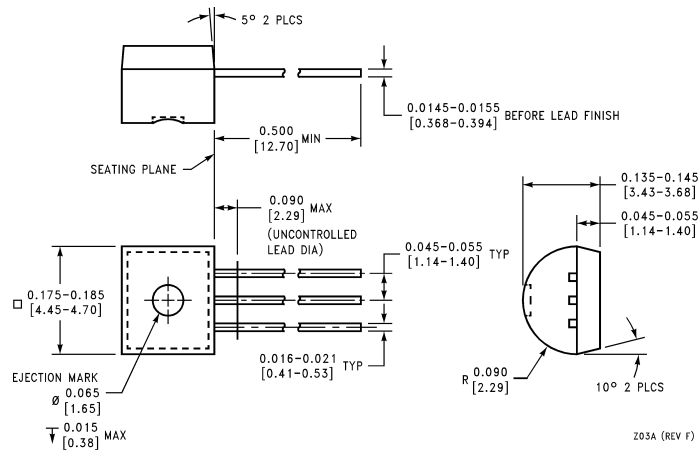 5° 2 PLCS
0.0145-0.0155
[0.368-0.394] BEFORE LEAD FINISH
0.500
[12.70] MIN
SEATING PLANE
0.135-0.145
[3.43-3.68]
0.090
[2.29] MAX
(UNCONTROLLED
LEAD DIA)
0.045-0.055
[1.14-1.40] TYP
0.045-0.055
[1.14-1.40]
□ 0.175-0.185
[4.45-4.70]
0.016-0.021
[0.41-0.53] TYP
EJECTION MARK
Ø 0.065
[1.65]
0.015
[0.38] MAX
R 0.090
[2.29]
10° 2 PLCS
Z03A (REV F)